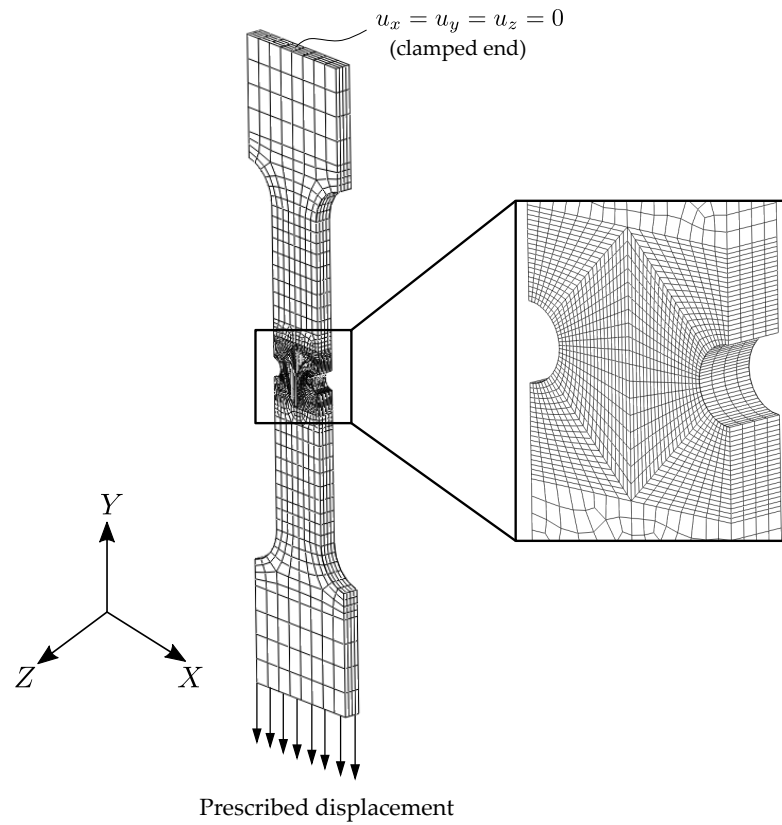 u_x = u_y = u_z = 0
(clamped end)
Y
Z
X
Prescribed displacement